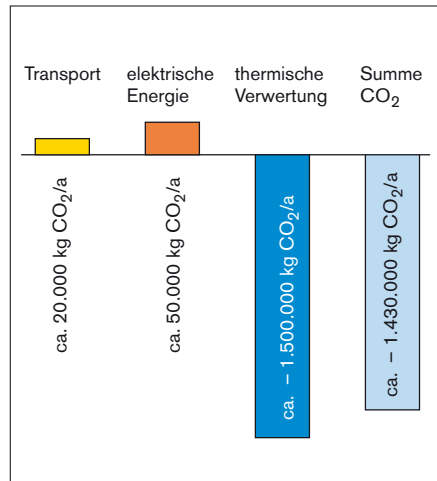 Transport
elektrische
Energie
thermische
Verwertung
Summe
CO₂
ca. 20.000 kg CO₂/a
ca. 50.000 kg CO₂/a
ca. – 1.500.000 kg CO₂/a
ca. – 1.430.000 kg CO₂/a